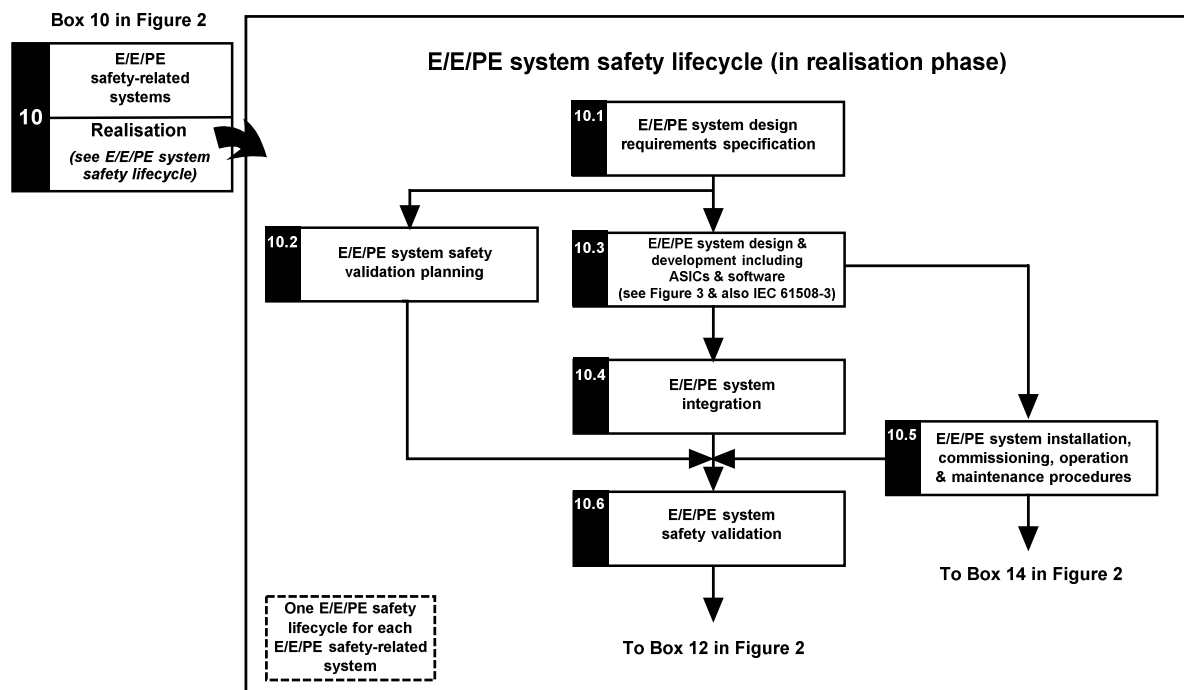 Box 10 in Figure 2
10
E/E/PE
safety-related
systems
Realisation
(see E/E/PE system
safety lifecycle)
E/E/PE system safety lifecycle (in realisation phase)
10.1
E/E/PE system design
requirements specification
10.2
E/E/PE system safety
validation planning
10.3
E/E/PE system design &
development including
ASICs & software
(see Figure 3 & also IEC 61508-3)
10.4
E/E/PE system
integration
10.5
E/E/PE system installation,
commissioning, operation
& maintenance procedures
10.6
E/E/PE system
safety validation
To Box 14 in Figure 2
One E/E/PE safety
lifecycle for each
E/E/PE safety-related
system
To Box 12 in Figure 2